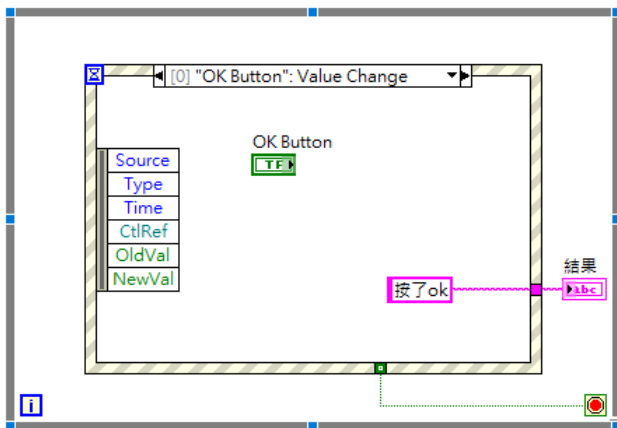 [0] "OK Button": Value Change
OK Button
TF
Source
Type
Time
CtlRef
OldVal
NewVal
結果
按了ok
abc
i